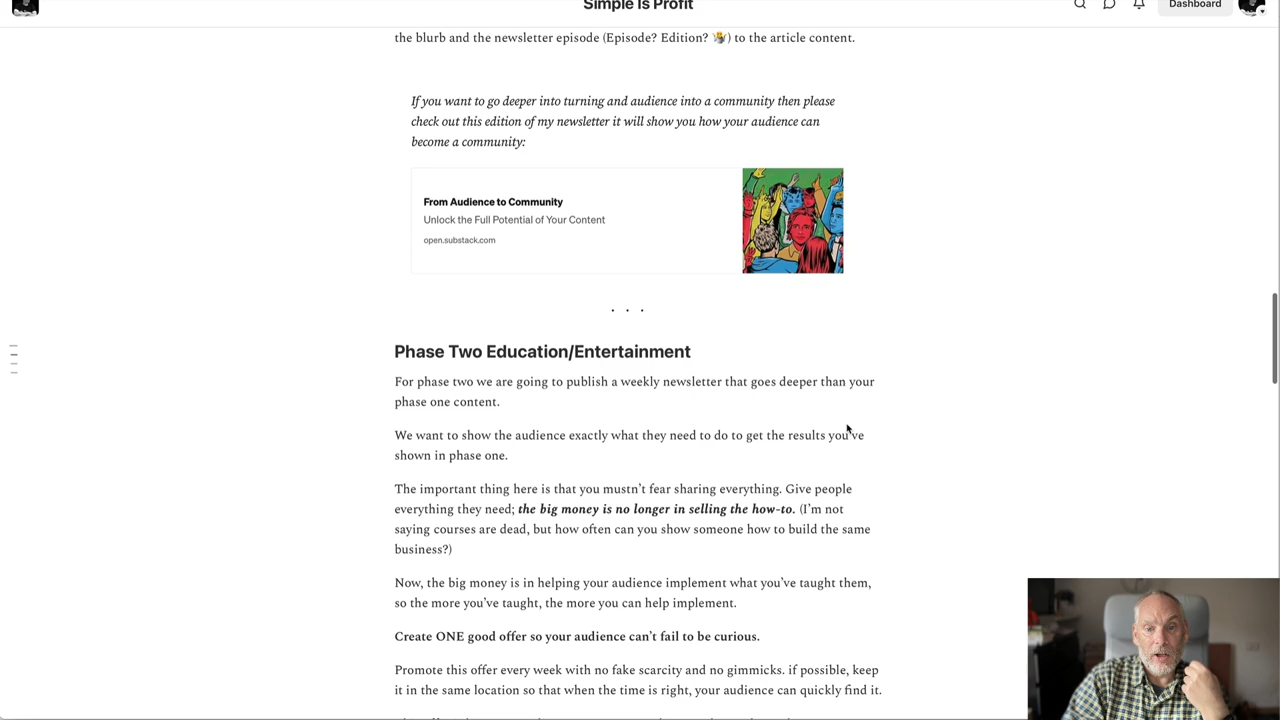 Simple Is Profit
Dashboard
the blurb and the newsletter episode (Episode? Edition? 🤷) to the article content.
If you want to go deeper into turning and audience into a community then please
check out this edition of my newsletter it will show you how your audience can
become a community:
From Audience to Community
Unlock the Full Potential of Your Content
open.substack.com
. . .
Phase Two Education/Entertainment
For phase two we are going to publish a weekly newsletter that goes deeper than your
phase one content.
We want to show the audience exactly what they need to do to get the results you've
shown in phase one.
The important thing here is that you mustn't fear sharing everything. Give people
everything they need; the big money is no longer in selling the how-to. (I'm not
saying courses are dead, but how often can you show someone how to build the same
business?)
Now, the big money is in helping your audience implement what you've taught them,
so the more you've taught, the more you can help implement.
Create ONE good offer so your audience can't fail to be curious.
Promote this offer every week with no fake scarcity and no gimmicks. if possible, keep
it in the same location so that when the time is right, your audience can quickly find it.